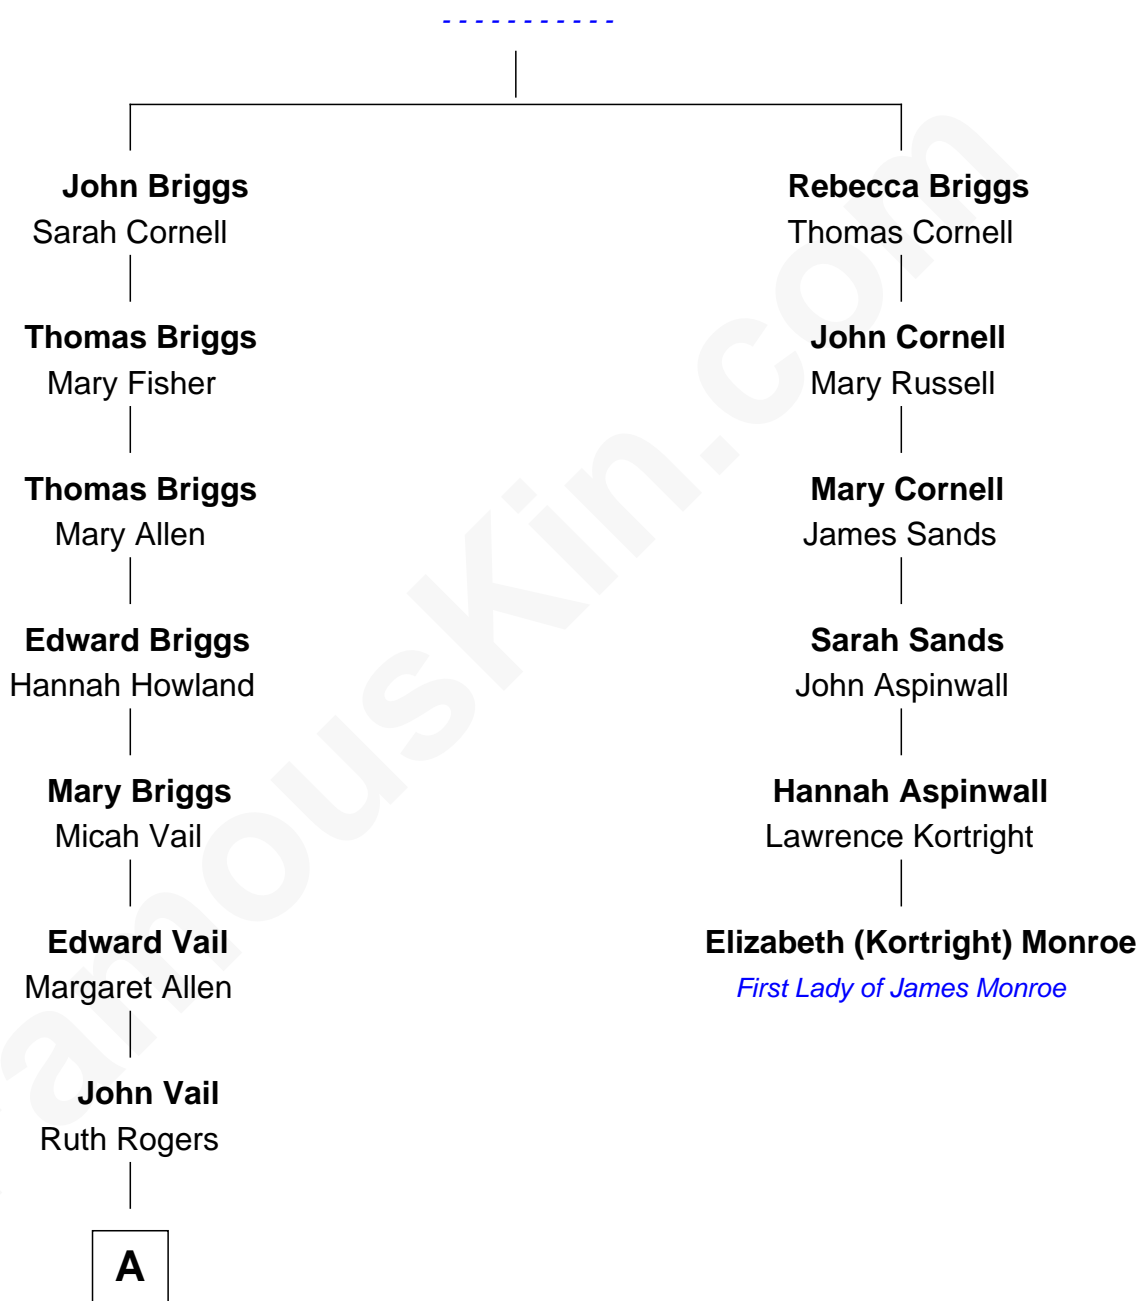 - - - - - - - - - - -
John Briggs
Sarah Cornell
Rebecca Briggs
Thomas Cornell
Thomas Briggs
Mary Fisher
John Cornell
Mary Russell
Thomas Briggs
Mary Allen
Mary Cornell
James Sands
Edward Briggs
Hannah Howland
Sarah Sands
John Aspinwall
Mary Briggs
Micah Vail
Hannah Aspinwall
Lawrence Kortright
Edward Vail
Margaret Allen
Elizabeth (Kortright) Monroe
First Lady of James Monroe
John Vail
Ruth Rogers
A
amouskin.com